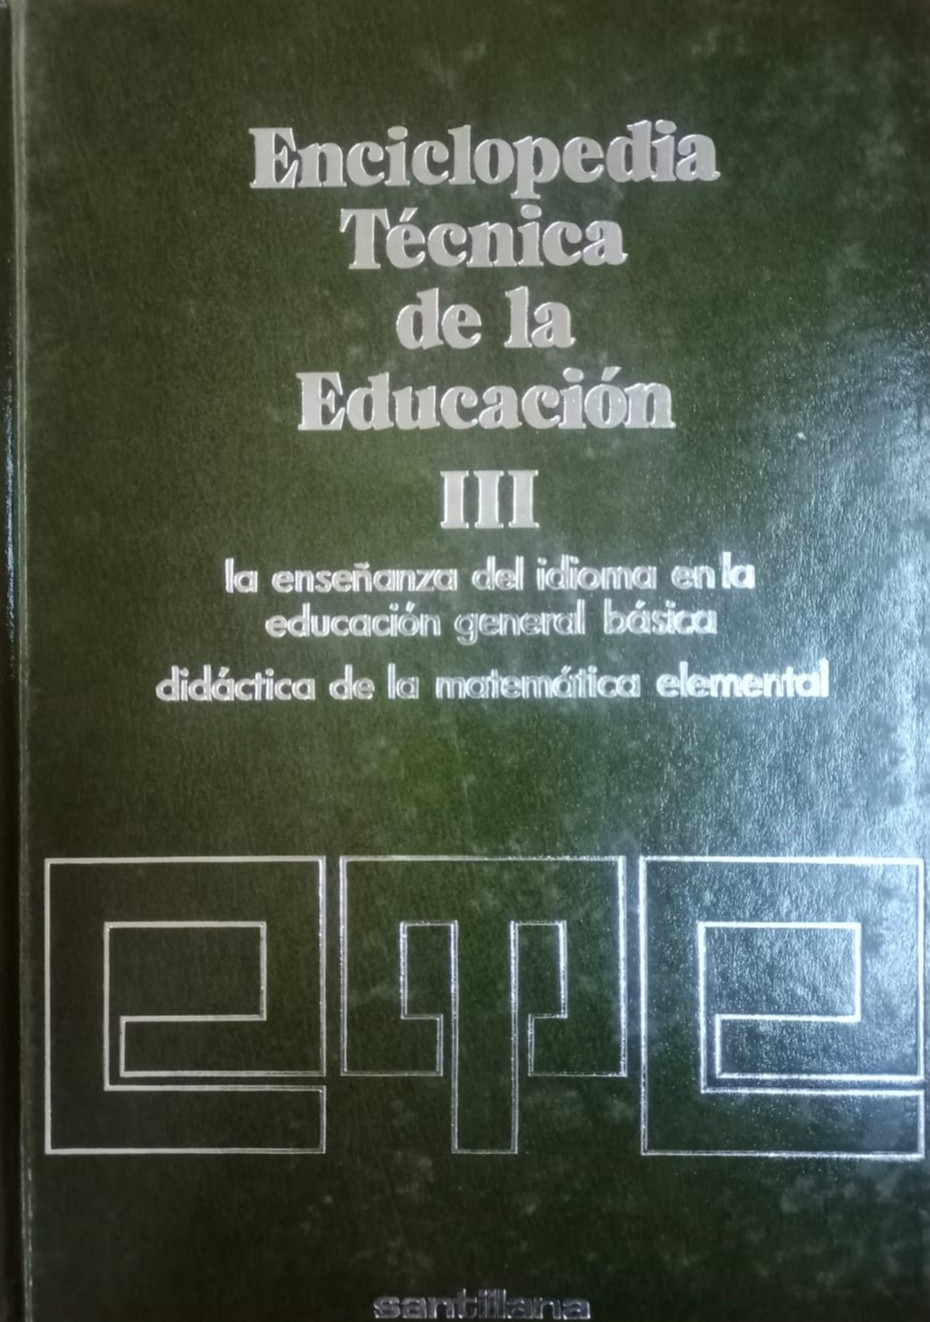 Enciclopedia
Técnica
de la
Educación
III
la enseñanza del idioma en la
educación general básica
didáctica de la matemática elemental
ete
santillana